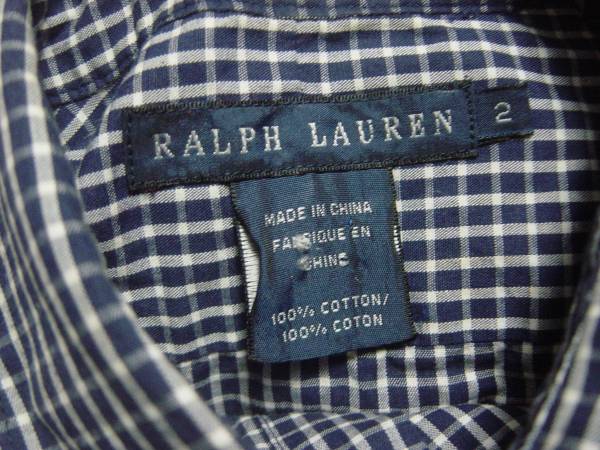 RALPH LAUREN 2
MADE IN CHINA
FABRIQUE EN
CHINE
100% COTTON/
100% COTON